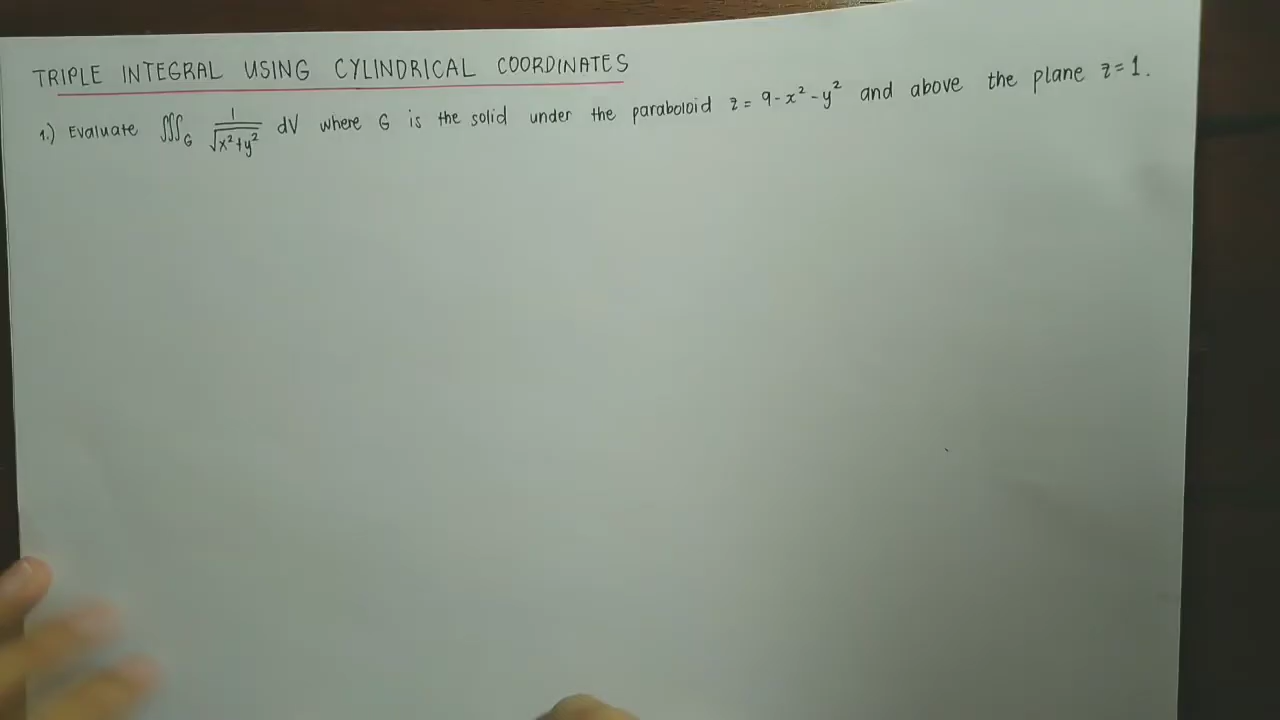 TRIPLE INTEGRAL USING CYLINDRICAL COORDINATES
1.) Evaluate ∭_G 1/√(x²+y²) dV where G is the solid under the paraboloid z = 9-x²-y² and above the plane z=1.